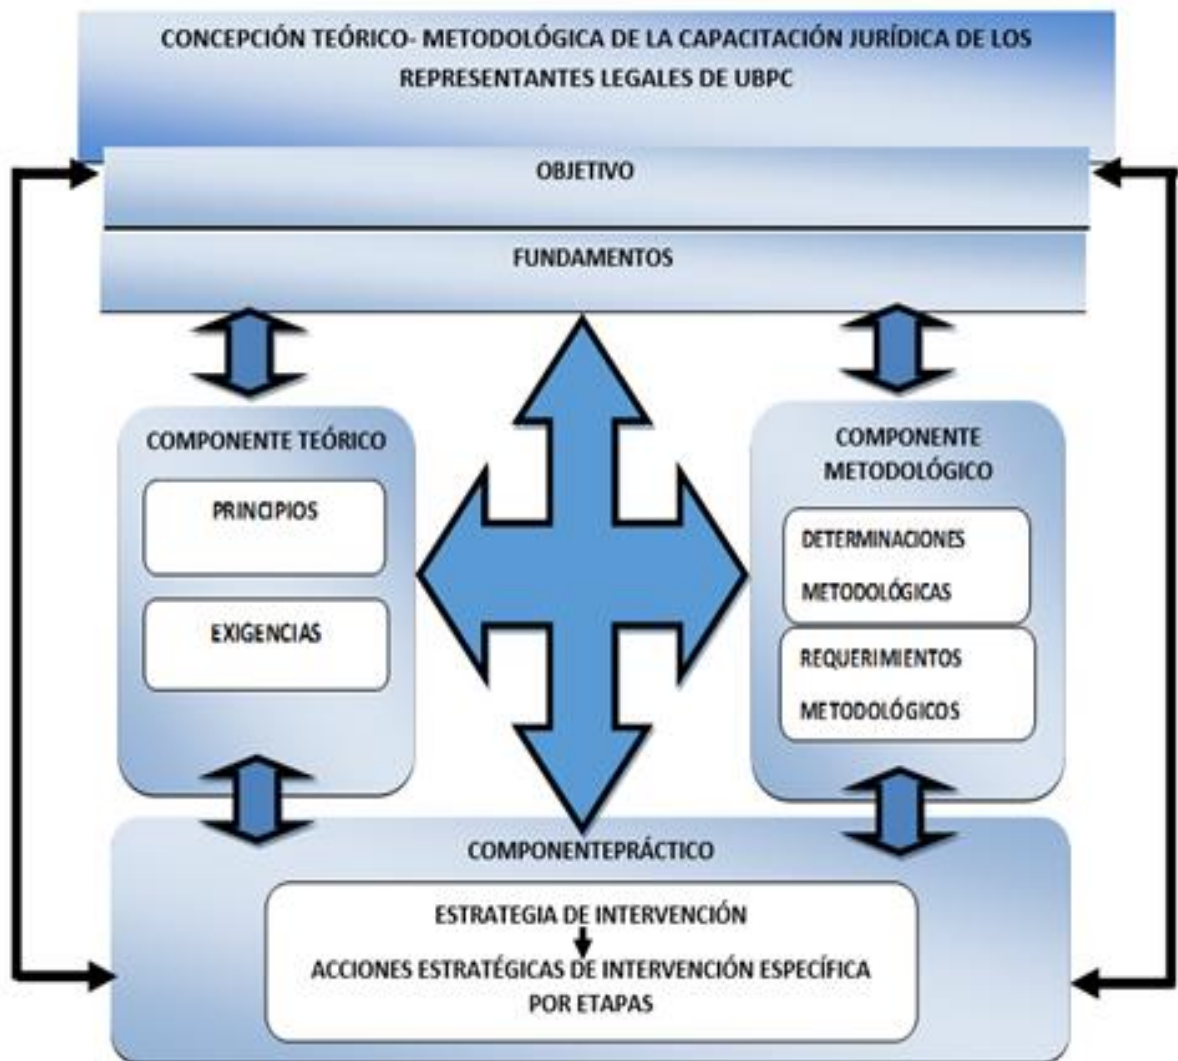 CONCEPCIÓN TEÓRICO- METODOLÓGICA DE LA CAPACITACIÓN JURÍDICA DE LOS
REPRESENTANTES LEGALES DE UBPC
OBJETIVO
FUNDAMENTOS
COMPONENTE TEÓRICO
PRINCIPIOS
EXIGENCIAS
COMPONENTE
METODOLÓGICO
DETERMINACIONES
METODOLÓGICAS
REQUERIMIENTOS
METODOLÓGICOS
COMPONENTEPRÁCTICO
ESTRATEGIA DE INTERVENCIÓN
ACCIONES ESTRATÉGICAS DE INTERVENCIÓN ESPECÍFICA
POR ETAPAS